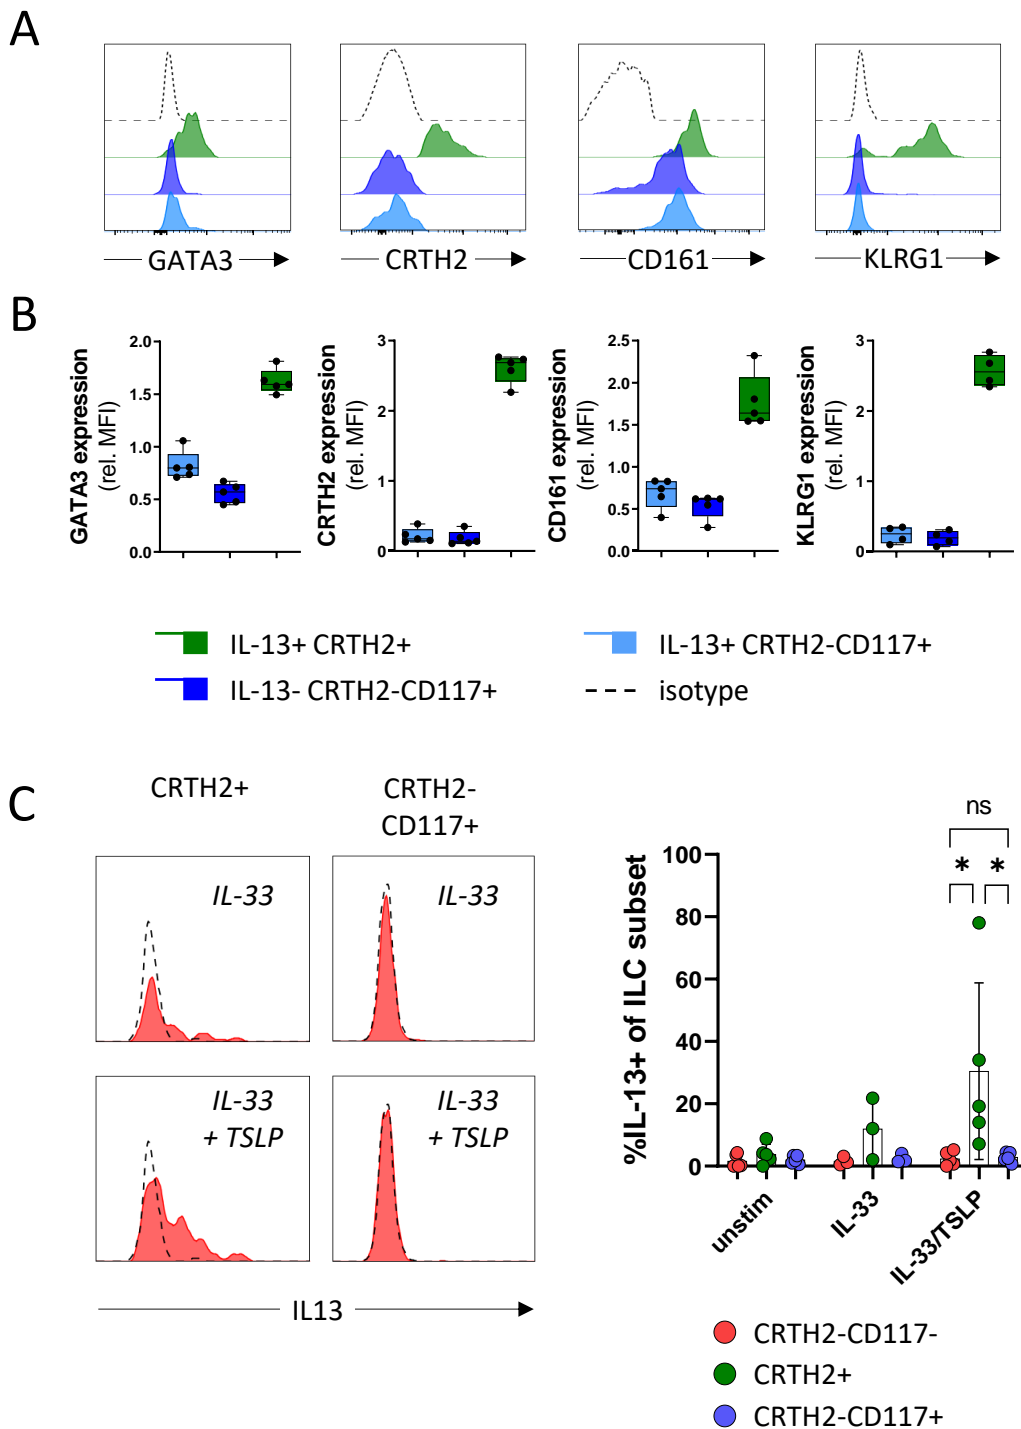 A
GATA3
CRTH2
CD161
KLRG1
B
GATA3 expression
(rel. MFI)
2.0
1.5
1.0
0.5
0.0
CRTH2 expression
(rel. MFI)
3
2
1
0
CD161 expression
(rel. MFI)
2.5
2.0
1.5
1.0
0.5
0.0
KLRG1 expression
(rel. MFI)
3
2
1
0
IL-13+ CRTH2+
IL-13+ CRTH2-CD117+
IL-13- CRTH2-CD117+
isotype
C
CRTH2+
CRTH2-
CD117+
IL-33
IL-33
IL-33
+ TSLP
IL-33
+ TSLP
IL13
%IL-13+ of ILC subset
100
80
60
40
20
0
ns
* *
unstim
IL-33
IL-33/TSLP
CRTH2-CD117-
CRTH2+
CRTH2-CD117+